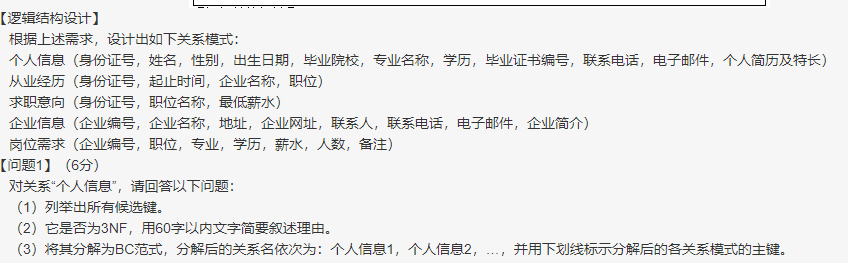 【逻辑结构设计】
根据上述需求，设计出如下关系模式：
个人信息（身份证号，姓名，性别，出生日期，毕业院校，专业名称，学历，毕业证书编号，联系电话，电子邮件，个人简历及特长）
从业经历（身份证号，起止时间，企业名称，职位）
求职意向（身份证号，职位名称，最低薪水）
企业信息（企业编号，企业名称，地址，企业网址，联系人，联系电话，电子邮件，企业简介）
岗位需求（企业编号，职位，专业，学历，薪水，人数，备注）
【问题1】（6分）
对关系“个人信息”，请回答以下问题：
（1）列举出所有候选键。
（2）它是否为3NF，用60字以内文字简要叙述理由。
（3）将其分解为BC范式，分解后的关系名依次为：个人信息1，个人信息2，…，并用下划线标示分解后的各关系模式的主键。